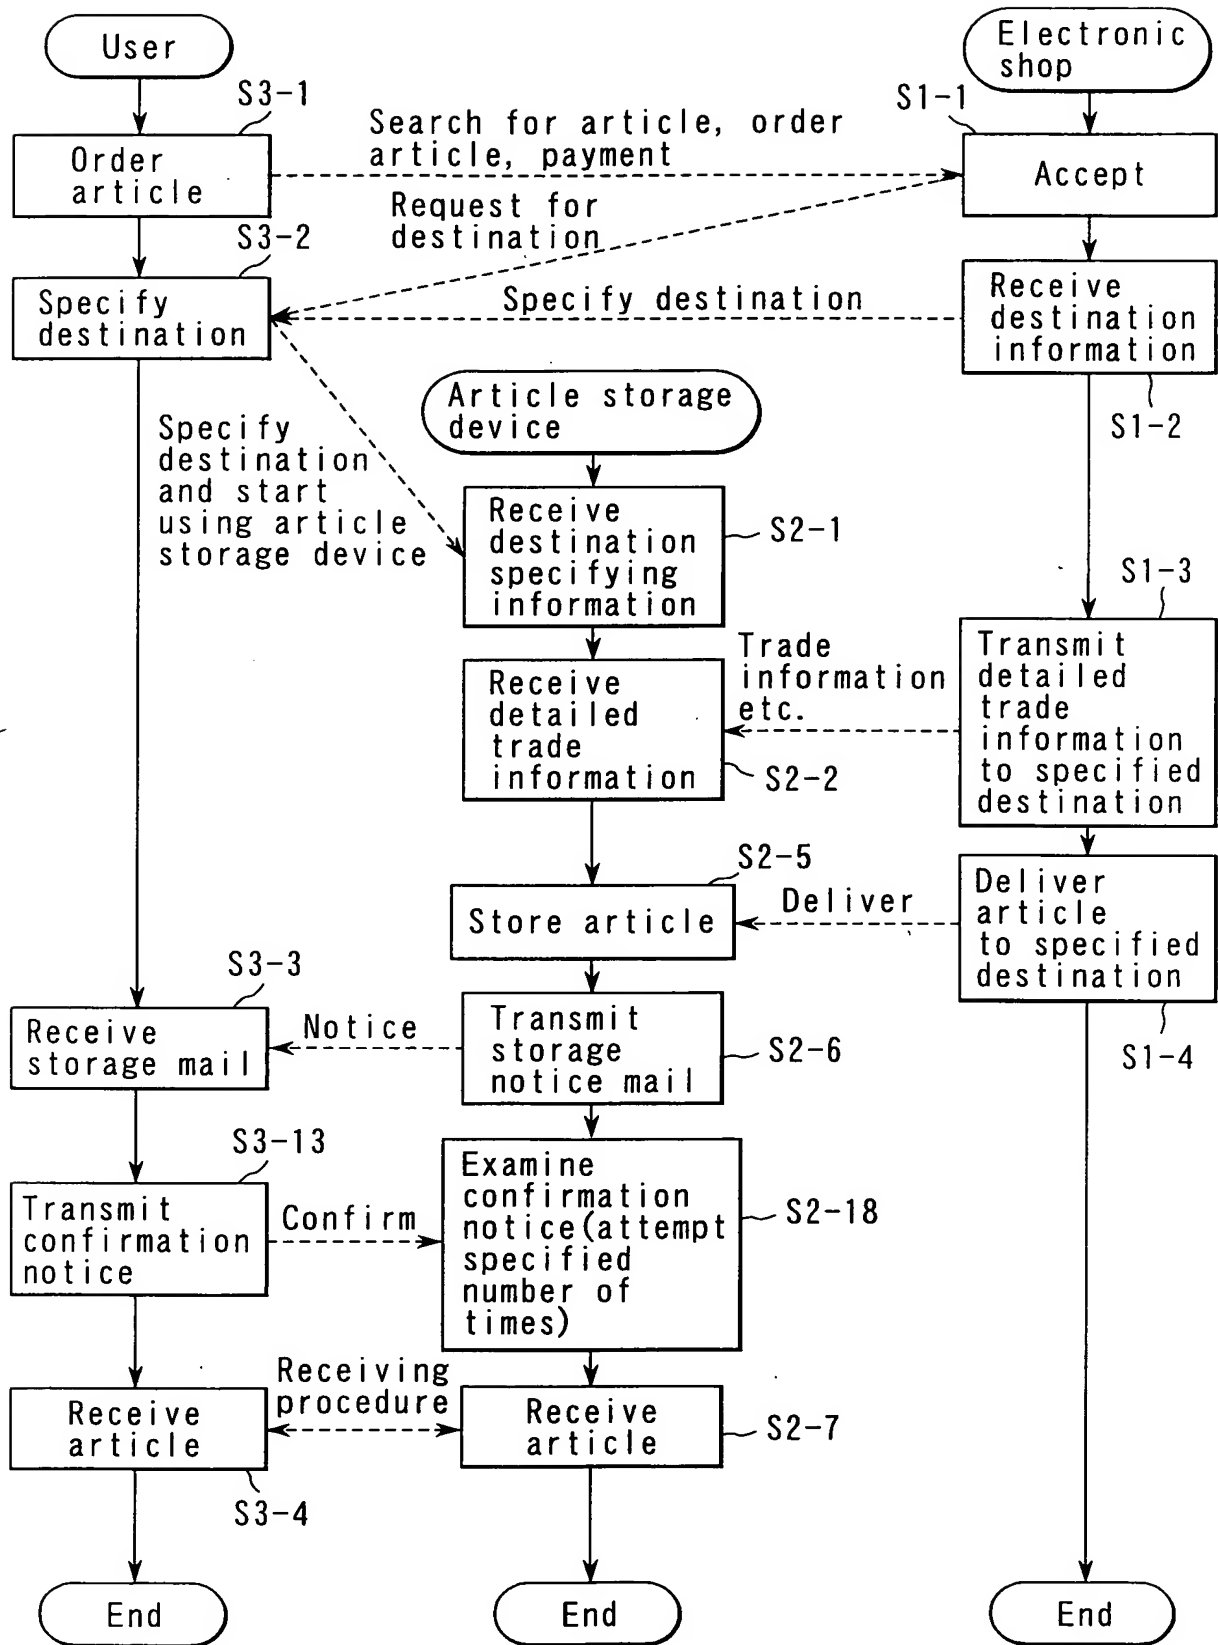 User
Electronic
shop
S3-1
S1-1
Order
article
Search for article, order
article, payment
Accept
Request for
destination
S3-2
Specify
destination
Specify destination
Receive
destination
information
S1-2
Article storage
device
Specify
destination
and start
using article
storage device
Receive
destination
specifying
information
S2-1
S1-3
Receive
detailed
trade
information
S2-2
Trade
information
etc.
Transmit
detailed
trade
information
to specified
destination
S2-5
Store article
Deliver
Deliver
article
to specified
destination
S1-4
S3-3
Receive
storage mail
Notice
Transmit
storage
notice mail
S2-6
S3-13
Transmit
confirmation
notice
Confirm
Examine
confirmation
notice(attempt
specified
number of
times)
S2-18
Receiving
procedure
Receive
article
S3-4
Receive
article
S2-7
End
End
End